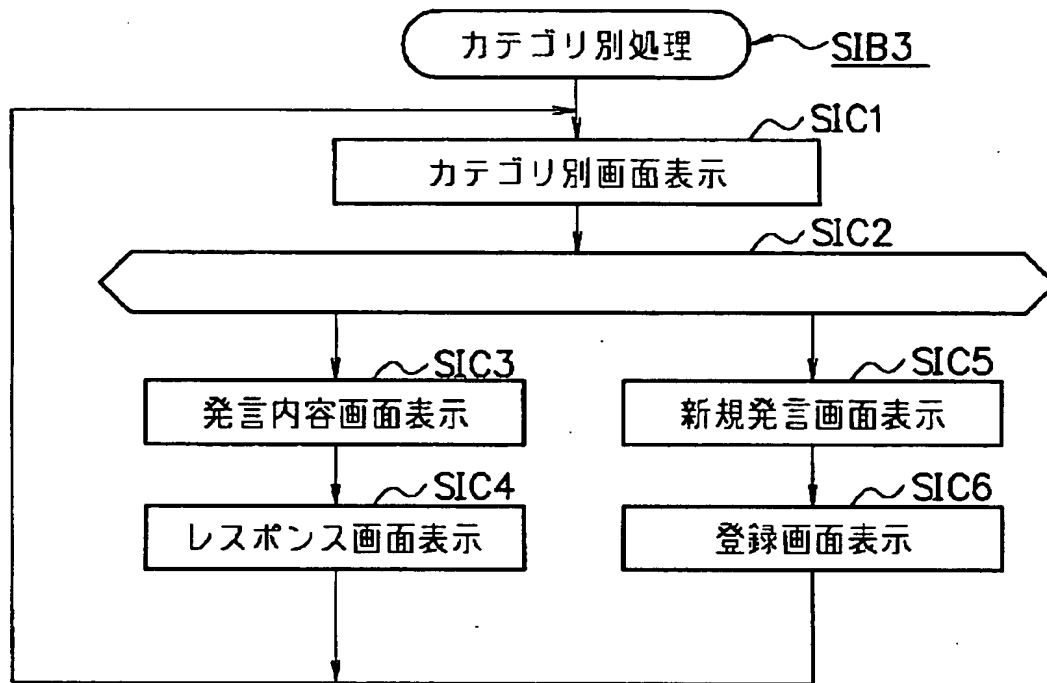 カテゴリ別処理
SIB3
SIC1
カテゴリ別画面表示
SIC2
SIC3
SIC5
発言内容画面表示
新規発言画面表示
SIC4
SIC6
レスポンス画面表示
登録画面表示